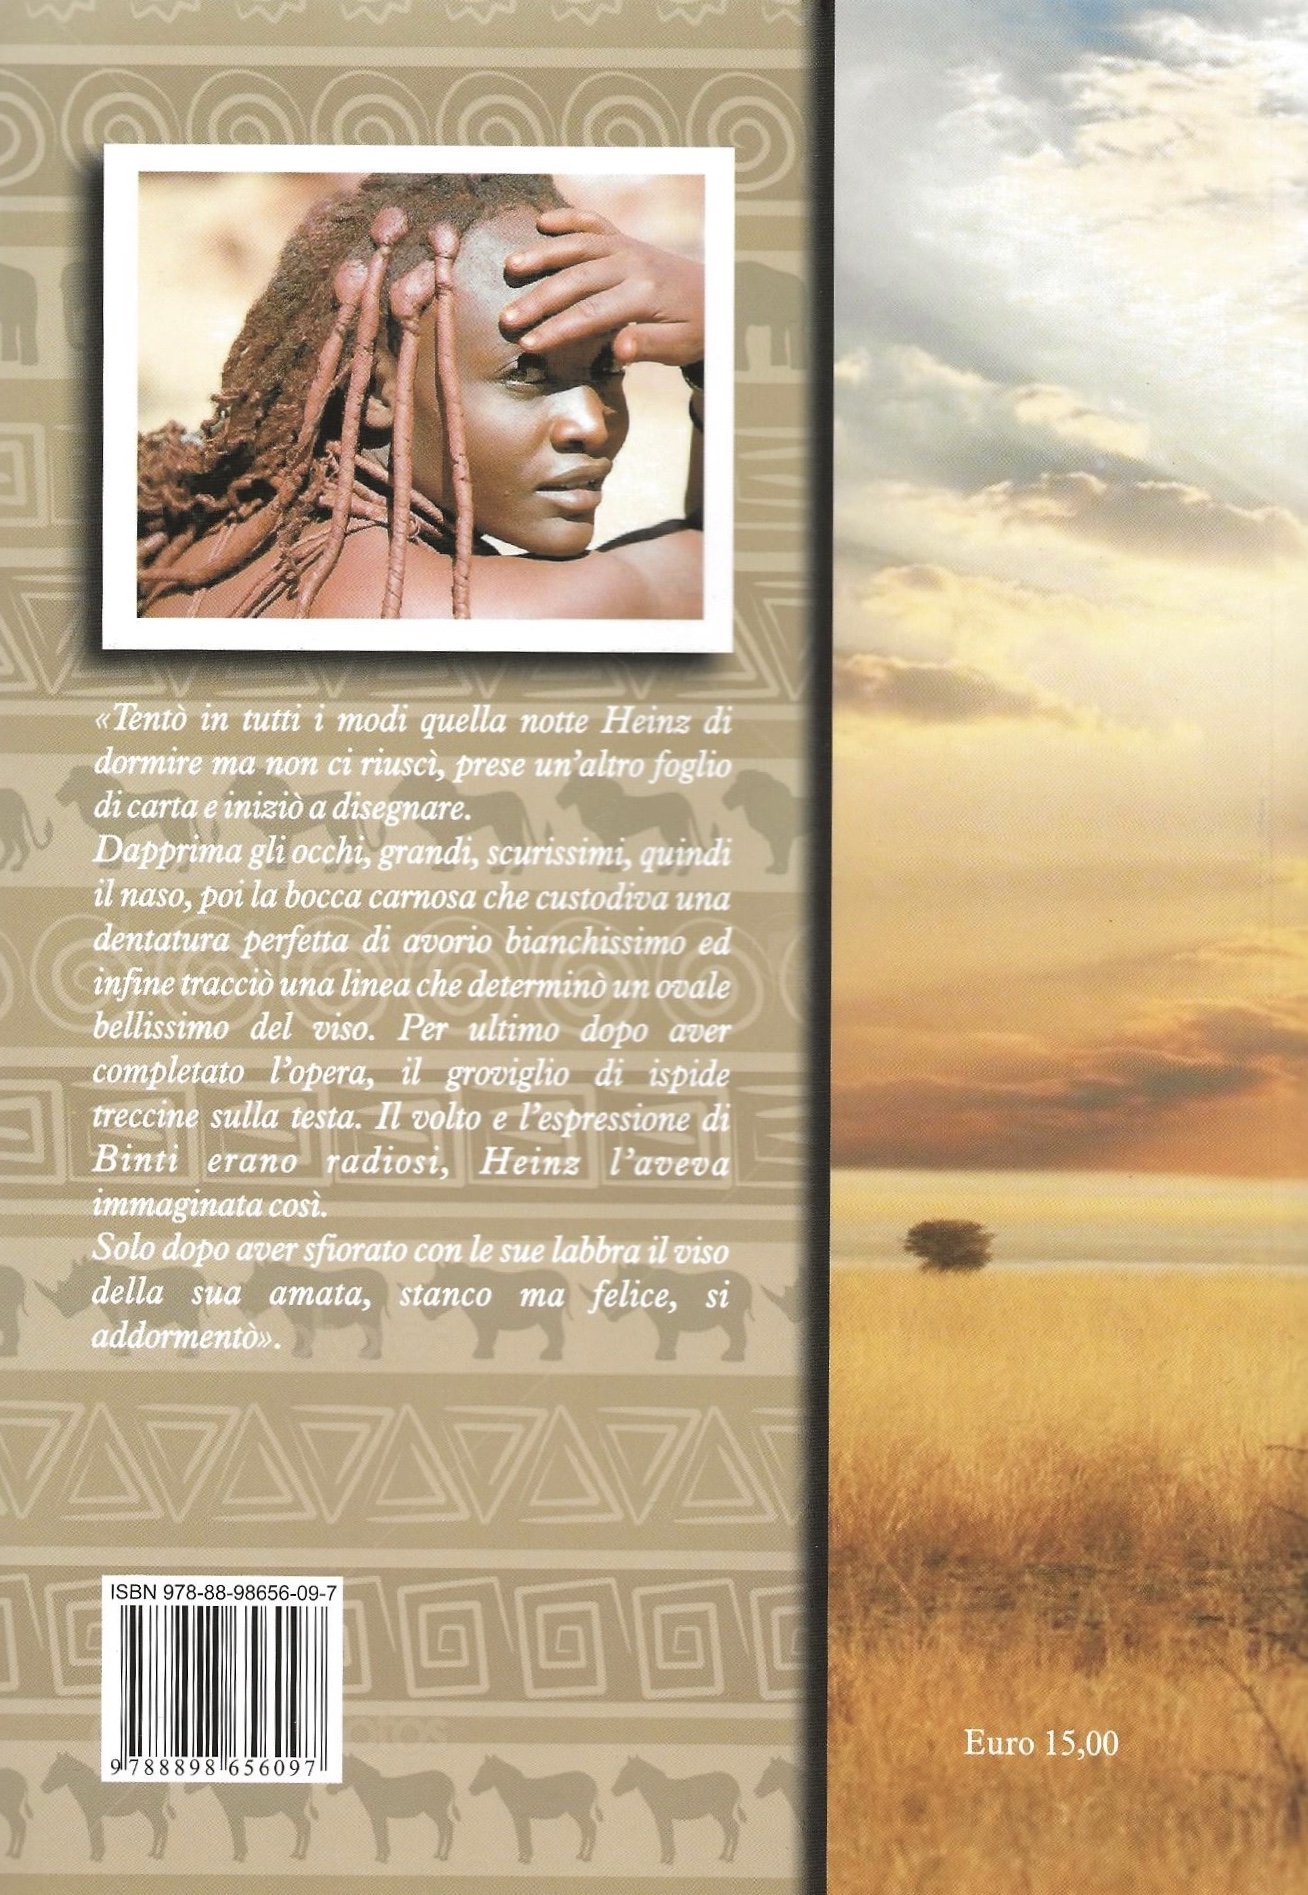 «Tentò in tutti i modi quella notte Heinz di
dormire ma non ci riuscì, prese un'altro foglio
di carta e iniziò a disegnare.
Dapprima gli occhi, grandi, scurissimi, quindi
il naso, poi la bocca carnosa che custodiva una
dentatura perfetta di avorio bianchissimo ed
infine tracciò una linea che determinò un ovale
bellissimo del viso. Per ultimo dopo aver
completato l'opera, il groviglio di ispide
treccine sulla testa. Il volto e l'espressione di
Binti erano radiosi, Heinz l'aveva
immaginata così.
Solo dopo aver sfiorato con le sue labbra il viso
della sua amata, stanco ma felice, si
addormentò».
ISBN 978-88-98656-09-7
9 788898 656097
Euro 15,00